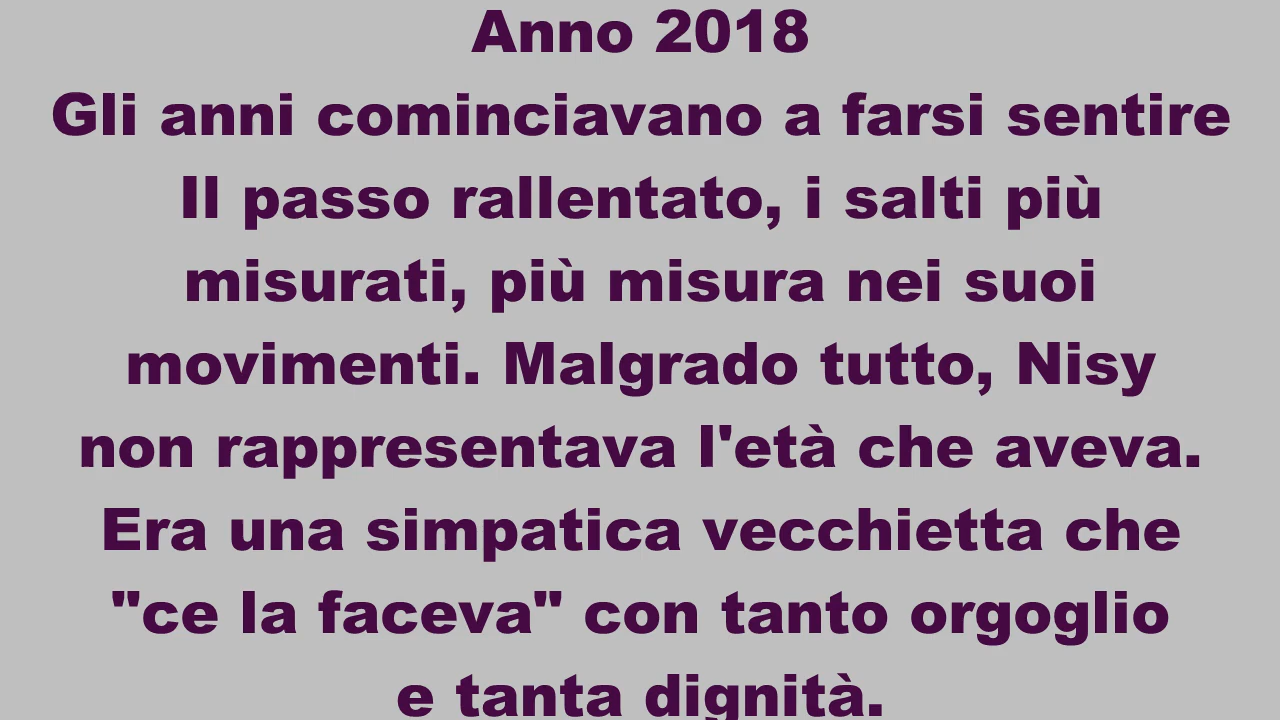 Anno 2018
Gli anni cominciavano a farsi sentire
Il passo rallentato, i salti più
misurati, più misura nei suoi
movimenti. Malgrado tutto, Nisy
non rappresentava l'età che aveva.
Era una simpatica vecchietta che
"ce la faceva" con tanto orgoglio
e tanta dignità.